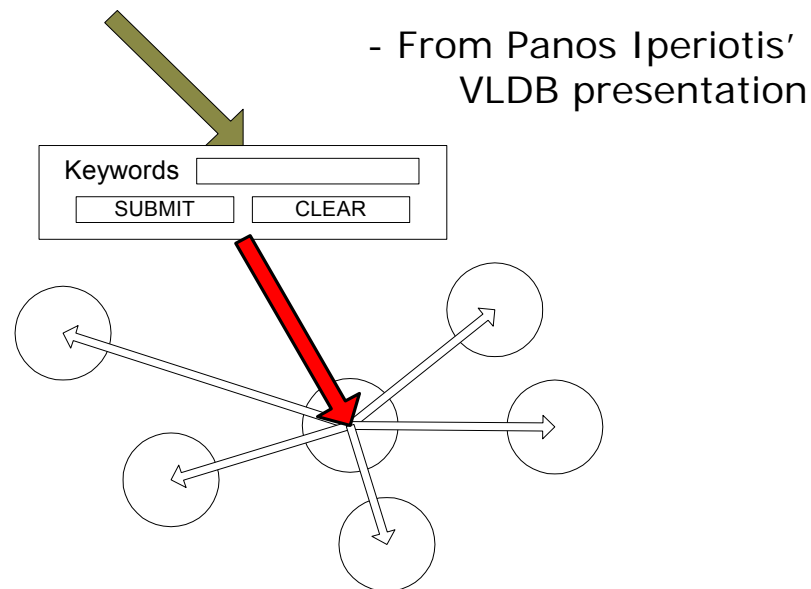 - From Panos Iperiotis'
VLDB presentation
Keywords
SUBMIT CLEAR